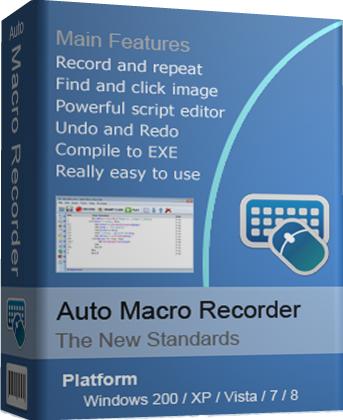 Auto Macro Recorder
Main Features
Record and repeat
Find and click image
Powerful script editor
Undo and Redo
Compile to EXE
Really easy to use
Auto Macro Recorder
The New Standards
Platform
Windows 200 / XP / Vista / 7 / 8